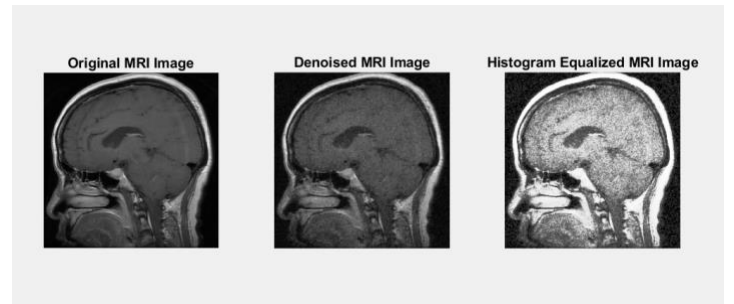 Original MRI Image
Denoised MRI Image
Histogram Equalized MRI Image